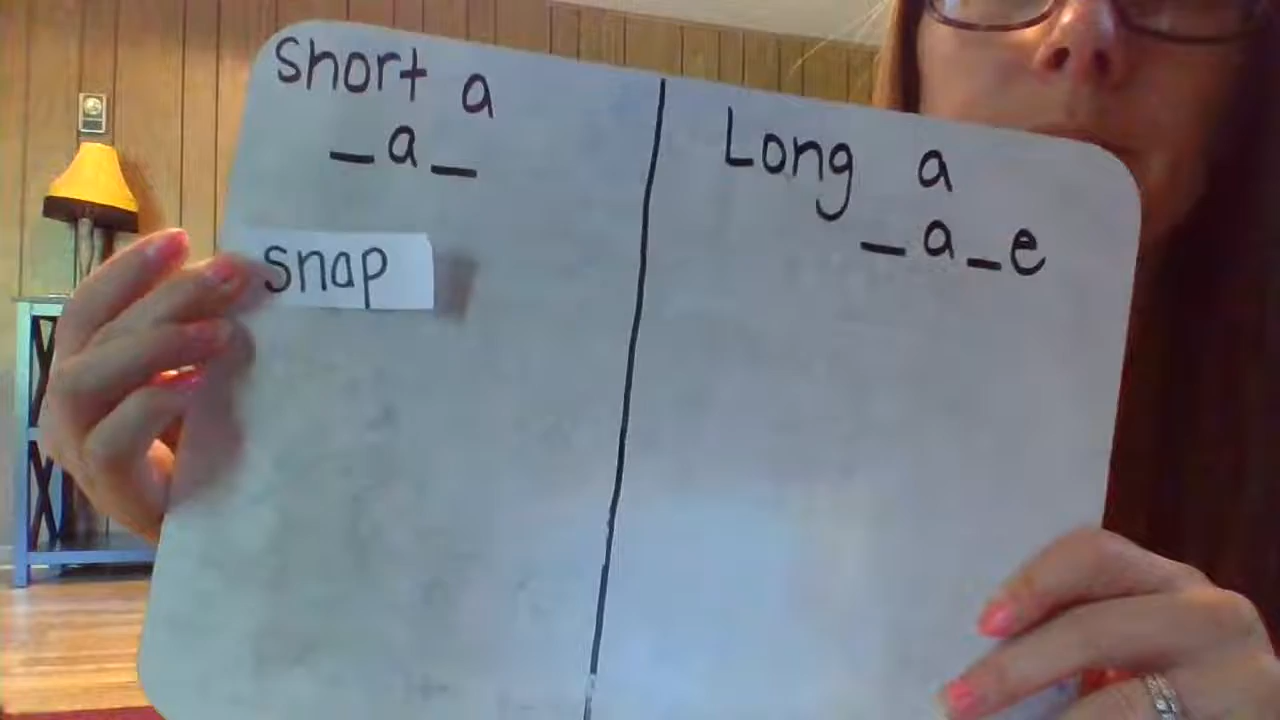 Short a
_a_
snap
Long a
_a_e